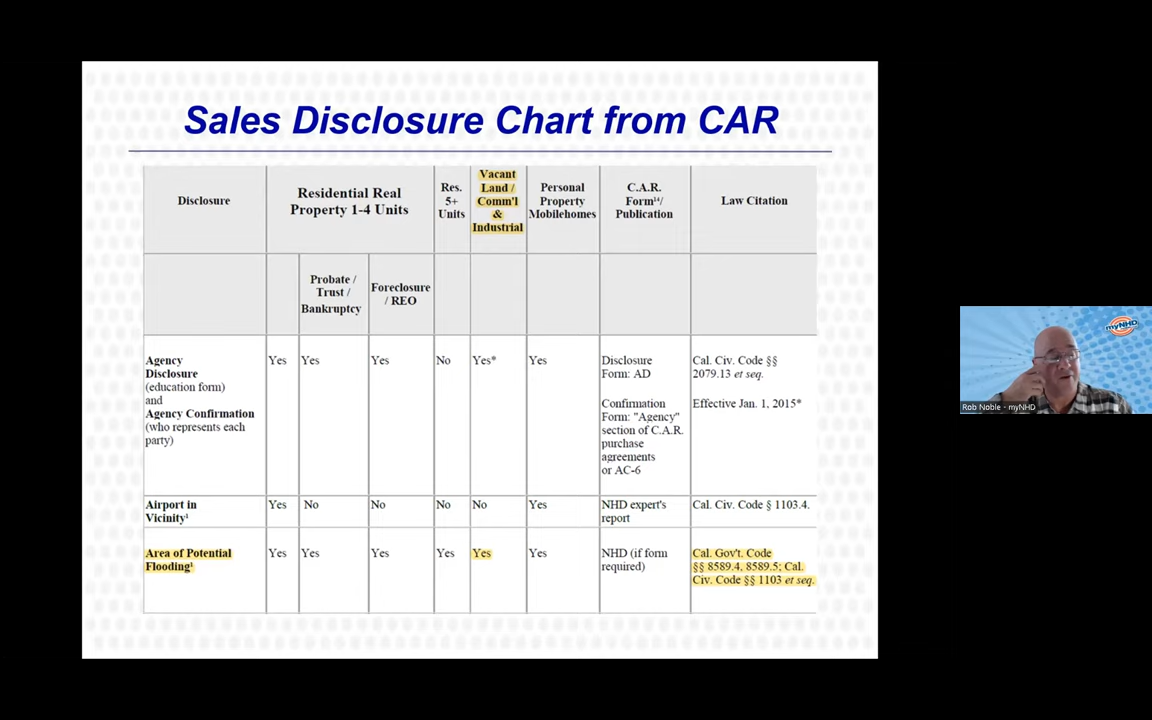 Sales Disclosure Chart from CAR
Disclosure
Residential Real
Property 1-4 Units
Res.
5+
Units
Vacant
Land /
Comm'l
&
Industrial
Personal
Property
Mobilehomes
C.A.R.
Form¹⁴/
Publication
Law Citation
Probate /
Trust /
Bankruptcy
Foreclosure
/ REO
Agency
Disclosure
(education form)
and
Agency Confirmation
(who represents each
party)
Yes
Yes
Yes
No
Yes*
Yes
Disclosure
Form: AD
Confirmation
Form: "Agency"
section of C.A.R.
purchase
agreements
or AC-6
Cal. Civ. Code §§
2079.13 et seq.
Effective Jan. 1, 2015*
Airport in
Vicinity¹
Yes
No
No
No
No
Yes
NHD expert's
report
Cal. Civ. Code § 1103.4.
Area of Potential
Flooding¹
Yes
Yes
Yes
Yes
Yes
Yes
NHD (if form
required)
Cal. Gov't. Code
§§ 8589.4, 8589.5; Cal.
Civ. Code §§ 1103 et seq.
myNHD
Rob Noble - myNHD